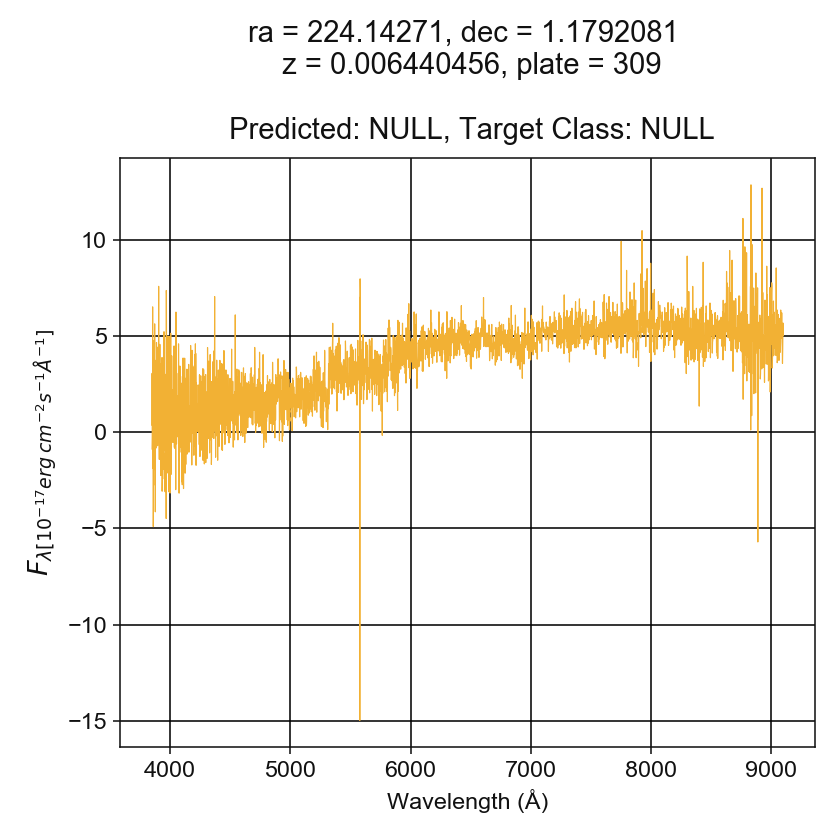 ra = 224.14271, dec = 1.1792081
z = 0.006440456, plate = 309
Predicted: NULL, Target Class: NULL
10
5
0
−5
−10
−15
F_λ[10⁻¹⁷erg cm⁻²s⁻¹Å⁻¹]
4000 5000 6000 7000 8000 9000
Wavelength (Å)